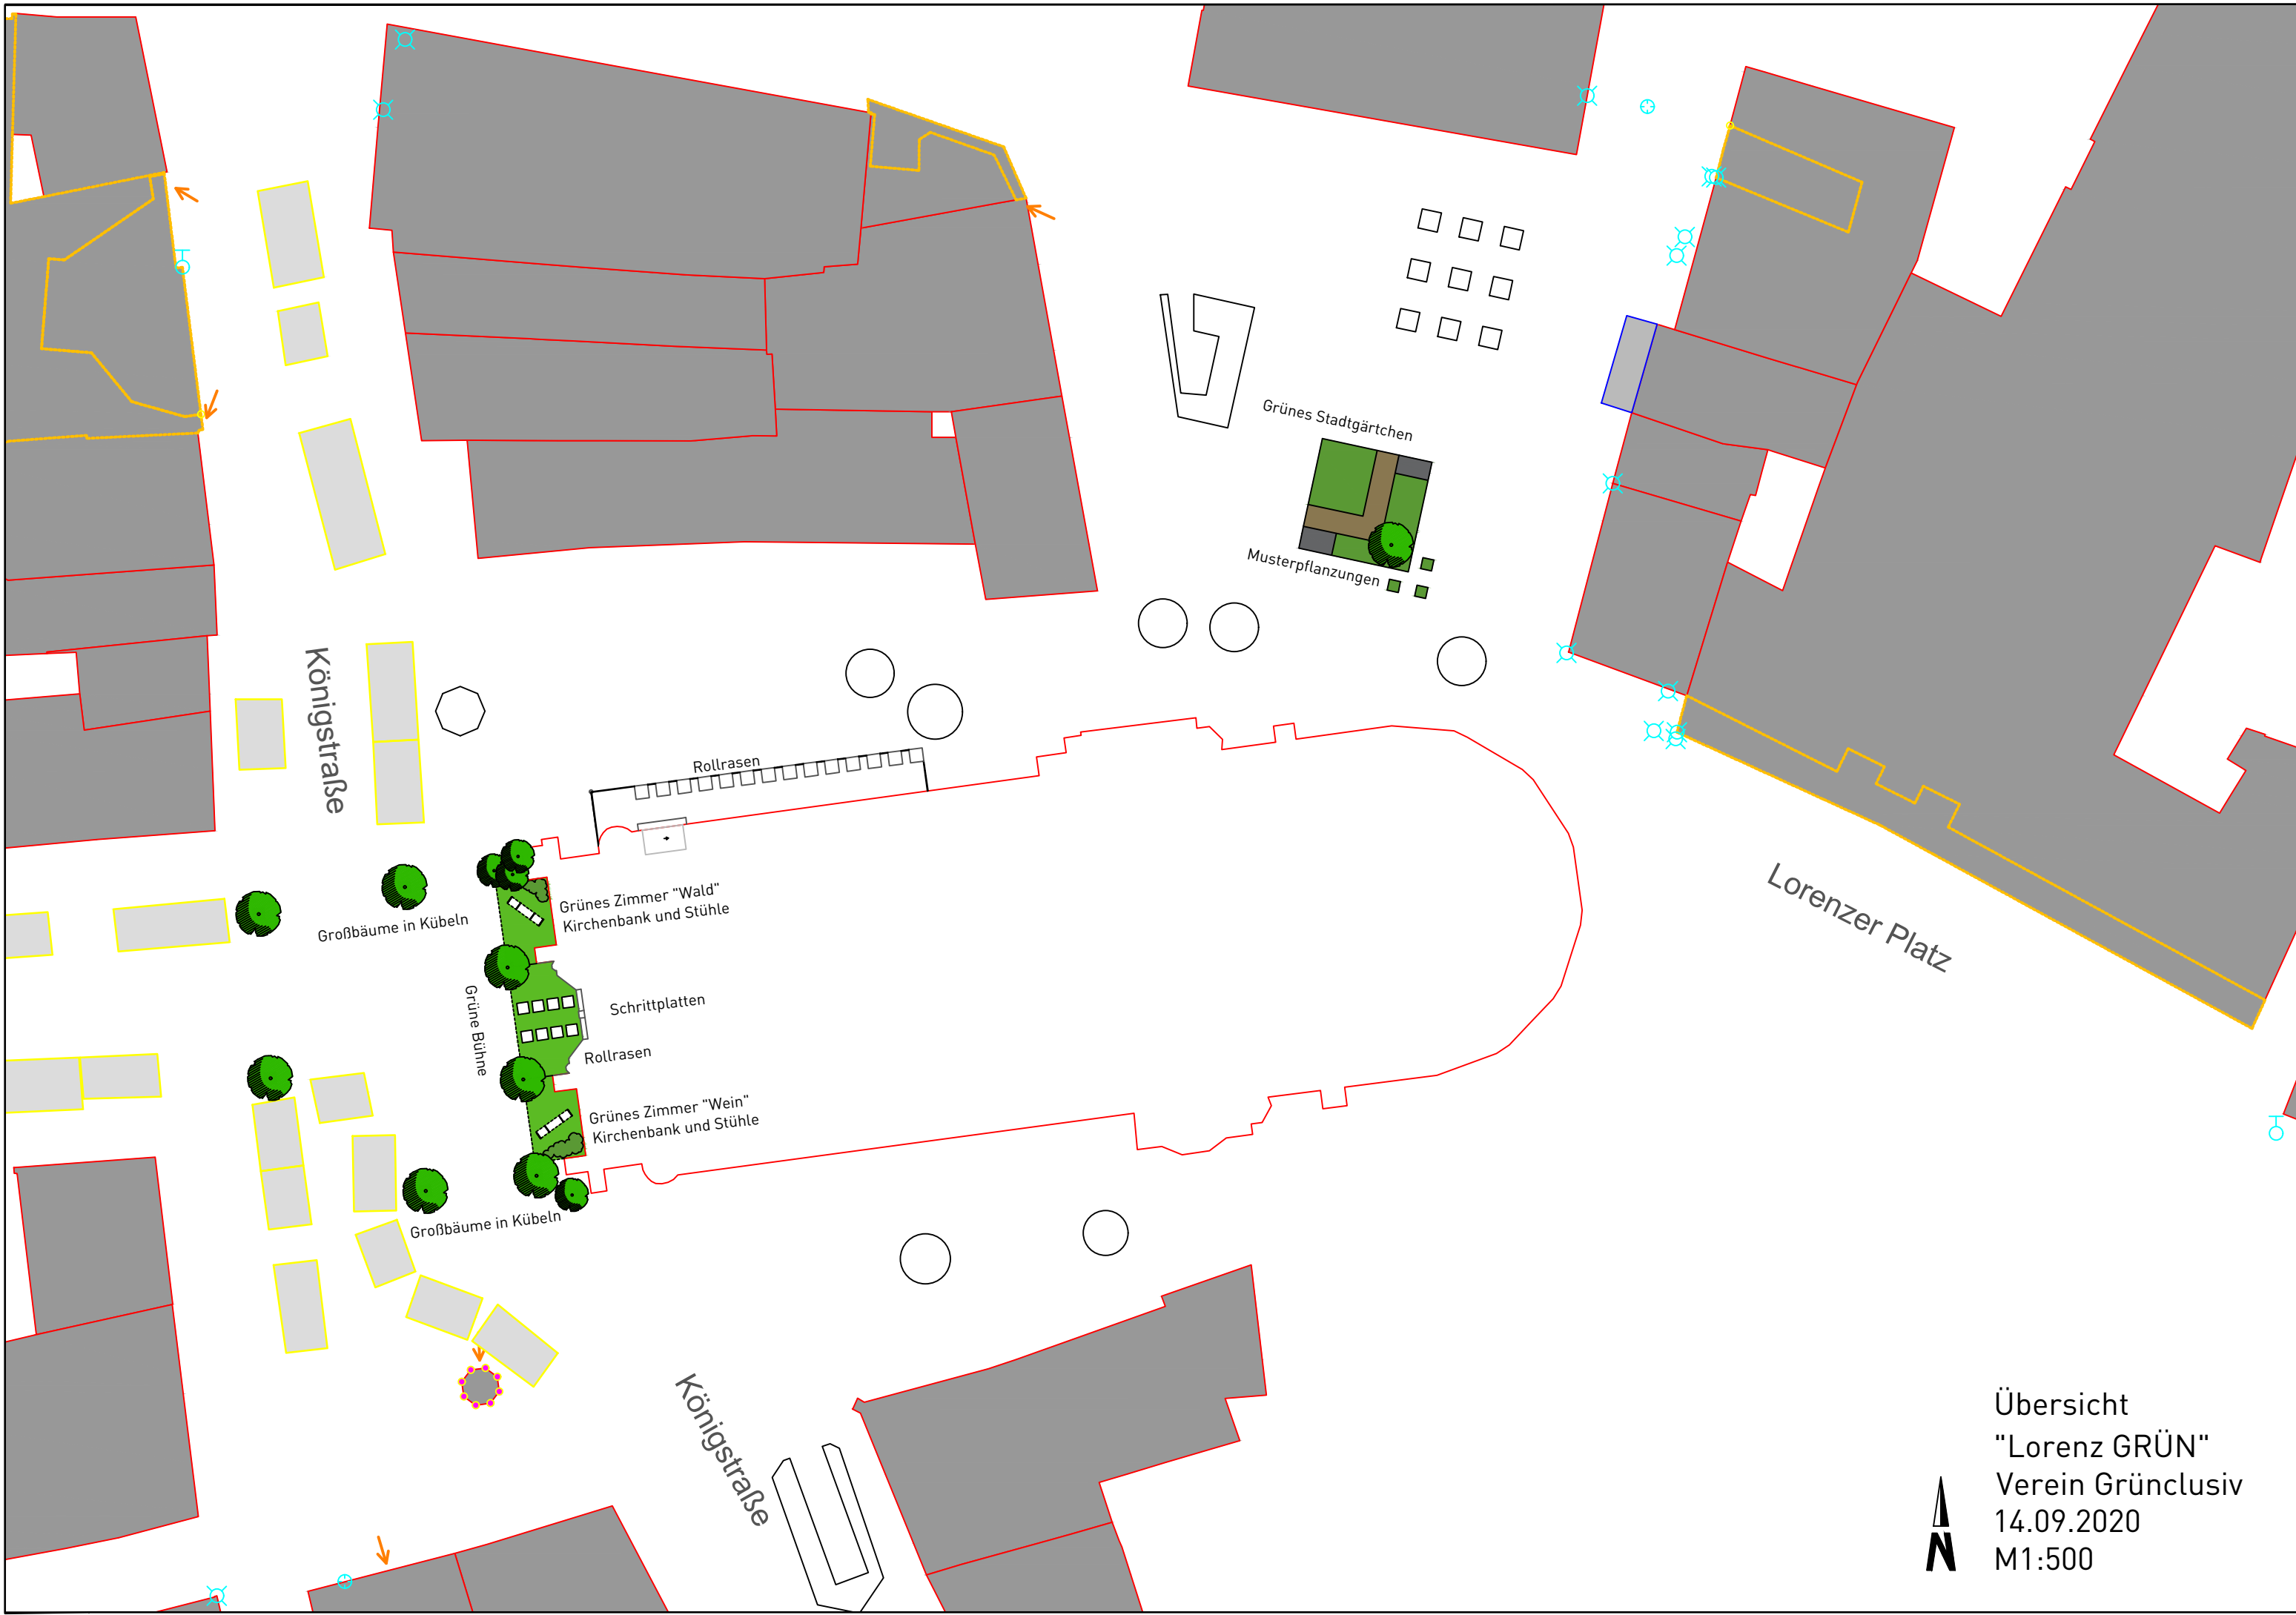 Grünes Stadtgärtchen
Musterpflanzungen
Königstraße
Rollrasen
Lorenzer Platz
Grünes Zimmer "Wald"
Kirchenbank und Stühle
Großbäume in Kübeln
Grüne Bühne
Schrittplatten
Rollrasen
Grünes Zimmer "Wein"
Kirchenbank und Stühle
Großbäume in Kübeln
Königstraße
Übersicht
"Lorenz GRÜN"
Verein Grünclusiv
14.09.2020
M1:500
N